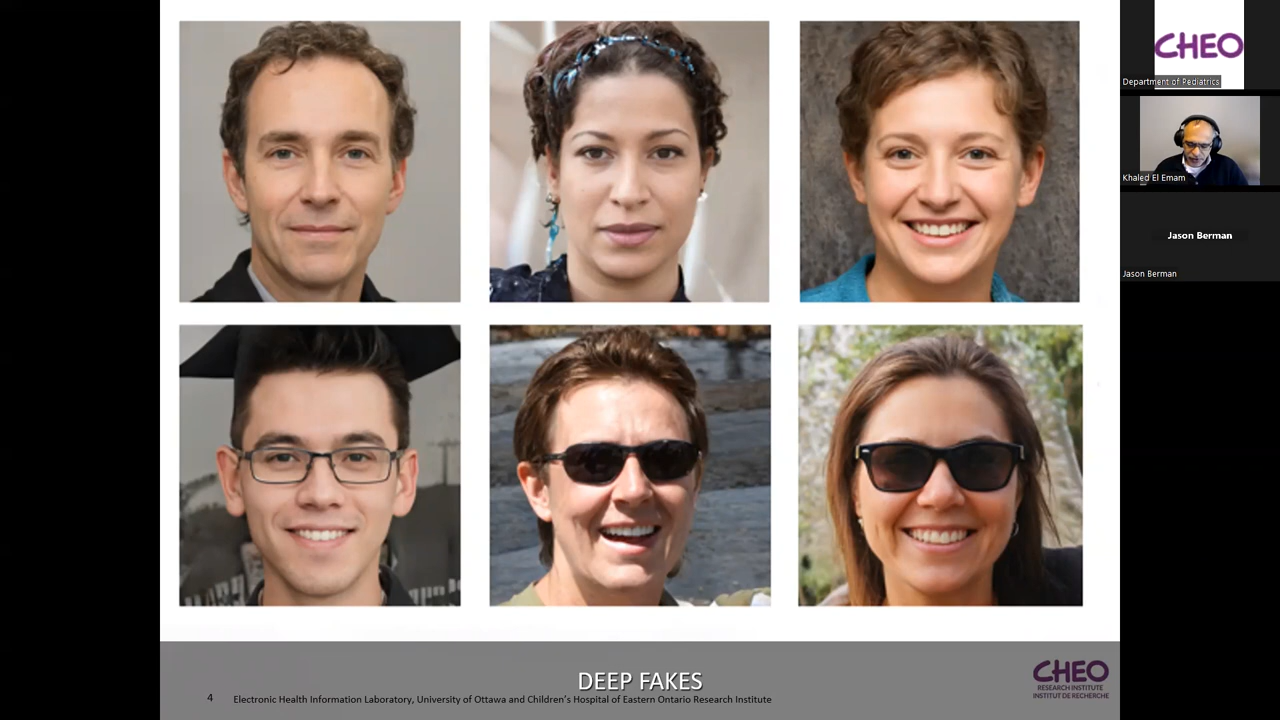 DEEP FAKES
4 Electronic Health Information Laboratory, University of Ottawa and Children's Hospital of Eastern Ontario Research Institute
CHEO
RESEARCH INSTITUTE
INSTITUT DE RECHERCHE
CHEO
Department of Pediatrics
Khaled El Emam
Jason Berman
Jason Berman